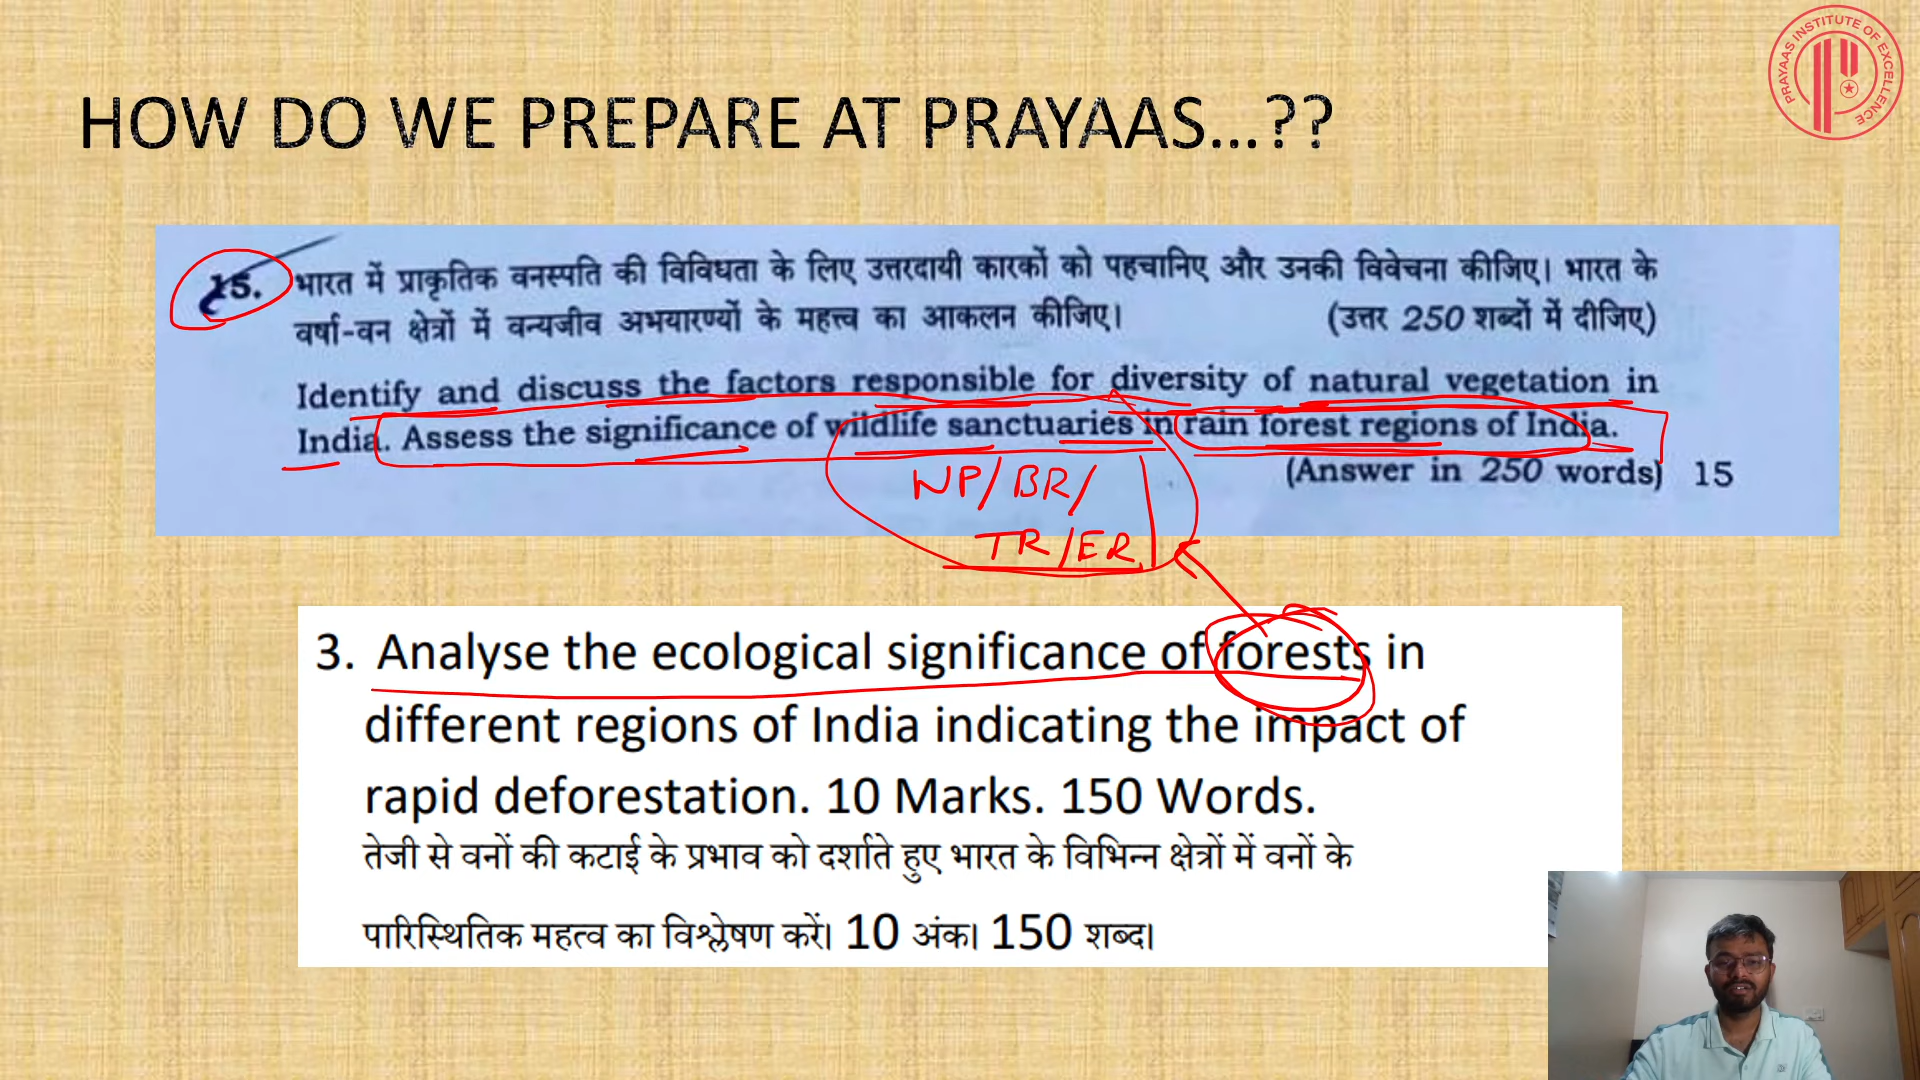 PRAYAAS INSTITUTE OF EXCELLENCE
HOW DO WE PREPARE AT PRAYAAS...??
15. भारत में प्राकृतिक वनस्पति की विविधता के लिए उत्तरदायी कारकों को पहचानिए और उनकी विवेचना कीजिए। भारत के
वर्षा-वन क्षेत्रों में वन्यजीव अभयारण्यों के महत्त्व का आकलन कीजिए। (उत्तर 250 शब्दों में दीजिए)
Identify and discuss the factors responsible for diversity of natural vegetation in
India. Assess the significance of wildlife sanctuaries in rain forest regions of India.
(Answer in 250 words) 15
NP/BR/
TR/ER
3. Analyse the ecological significance of forests in
different regions of India indicating the impact of
rapid deforestation. 10 Marks. 150 Words.
तेजी से वनों की कटाई के प्रभाव को दर्शाते हुए भारत के विभिन्न क्षेत्रों में वनों के
पारिस्थितिक महत्व का विश्लेषण करें। 10 अंक। 150 शब्द।